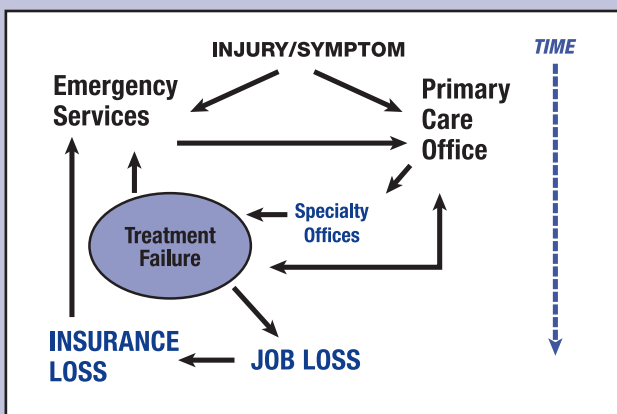 INJURY/SYMPTOM
TIME
Emergency
Services
Primary
Care
Office
Specialty
Offices
Treatment
Failure
INSURANCE
LOSS
JOB LOSS